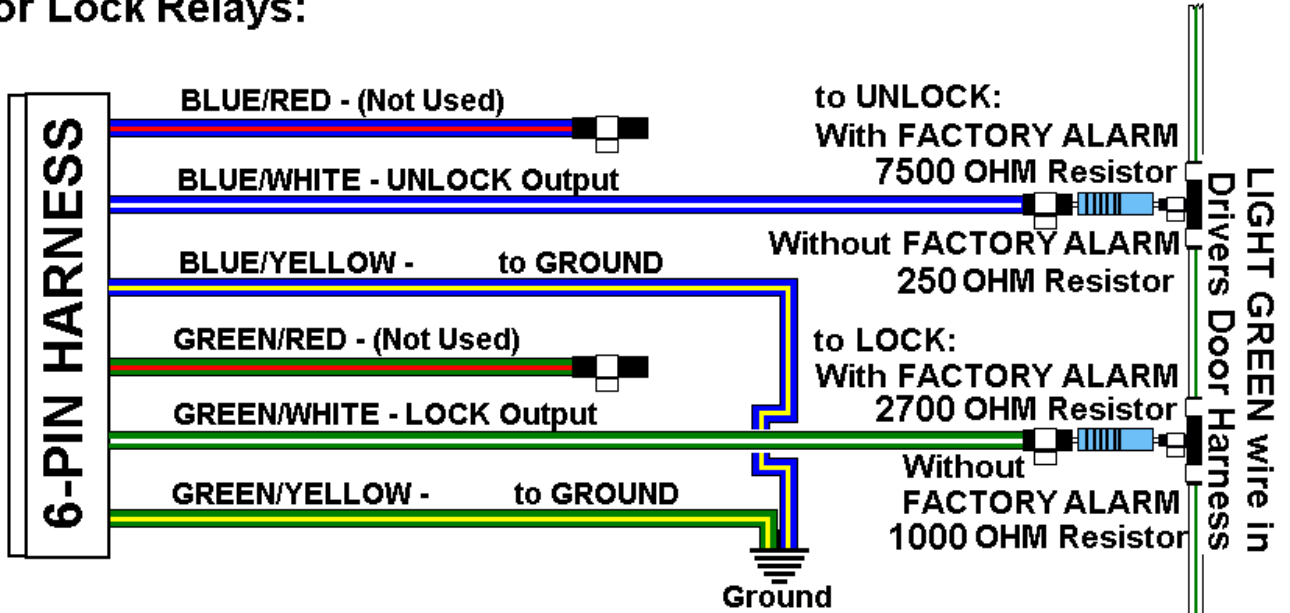 or Lock Relays:
BLUE/RED - (Not Used)
to UNLOCK:
With FACTORY ALARM
7500 OHM Resistor
BLUE/WHITE - UNLOCK Output
Without FACTORY ALARM
250 OHM Resistor
BLUE/YELLOW - to GROUND
GREEN/RED - (Not Used)
to LOCK:
With FACTORY ALARM
2700 OHM Resistor
GREEN/WHITE - LOCK Output
Without
FACTORY ALARM
1000 OHM Resistor
GREEN/YELLOW - to GROUND
Ground
6-PIN HARNESS
LIGHT GREEN wire in
Drivers Door Harness